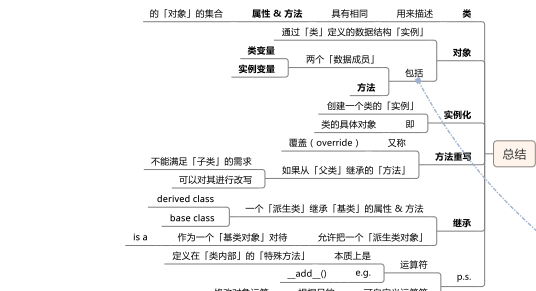 类
用来描述
具有相同
属性 & 方法
的「对象」的集合
对象
通过「类」定义的数据结构「实例」
包括
两个「数据成员」
类变量
实例变量
方法
实例化
创建一个类的「实例」
即
类的具体对象
方法重写
又称
覆盖（override）
如果从「父类」继承的「方法」
不能满足「子类」的需求
可以对其进行改写
总结
继承
一个「派生类」继承「基类」的属性 & 方法
derived class
base class
允许把一个「派生类对象」
作为一个「基类对象」对待
is a
p.s.
运算符
本质上是
定义在「类内部」的「特殊方法」
e.g.
__add__()